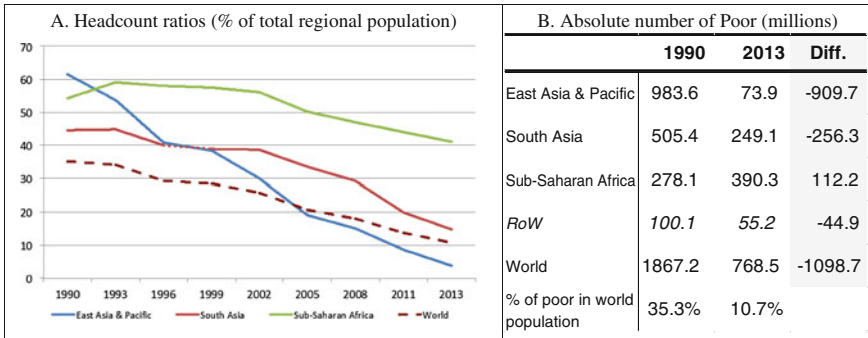 A. Headcount ratios (% of total regional population)
70
60
50
40
30
20
10
0
1990 1993 1996 1999 2002 2005 2008 2011 2013
East Asia & Pacific South Asia Sub-Saharan Africa World
B. Absolute number of Poor (millions)
1990 2013 Diff.
East Asia & Pacific 983.6 73.9 -909.7
South Asia 505.4 249.1 -256.3
Sub-Saharan Africa 278.1 390.3 112.2
RoW 100.1 55.2 -44.9
World 1867.2 768.5 -1098.7
% of poor in world
population 35.3% 10.7%